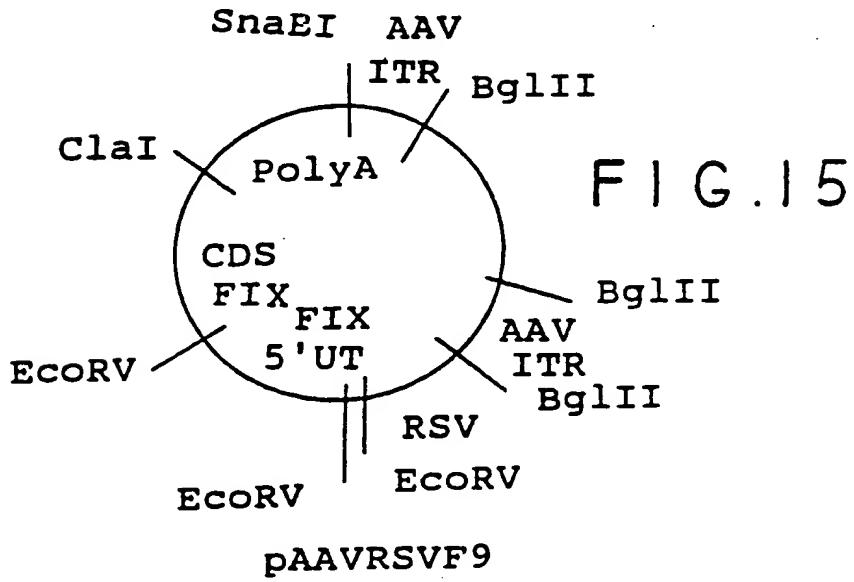 SnaBI AAV
ITR
BglII
ClaI
PolyA
FIG.15
CDS
FIX
FIX
5'UT
BglII
AAV
ITR
BglII
EcoRV
RSV
EcoRV
EcoRV
pAAVRSVF9